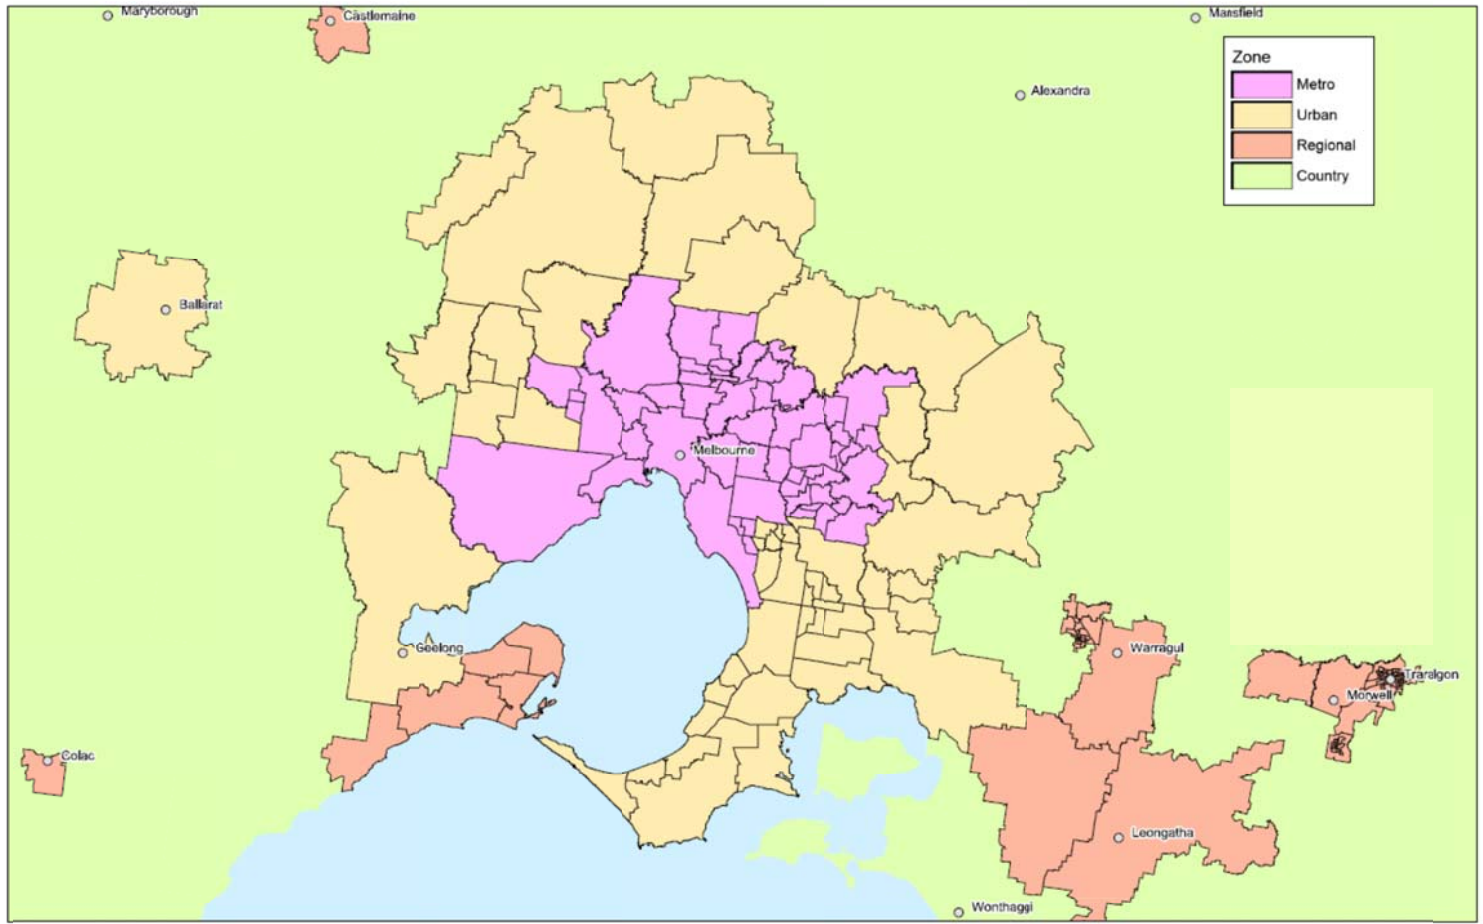 Maryborough
Castlemaine
Mansfield
Zone
Metro
Urban
Regional
Country
Alexandra
Ballarat
Melbourne
Geelong
Warragul
Traralgon
Morwell
Colac
Leongatha
Wonthaggi